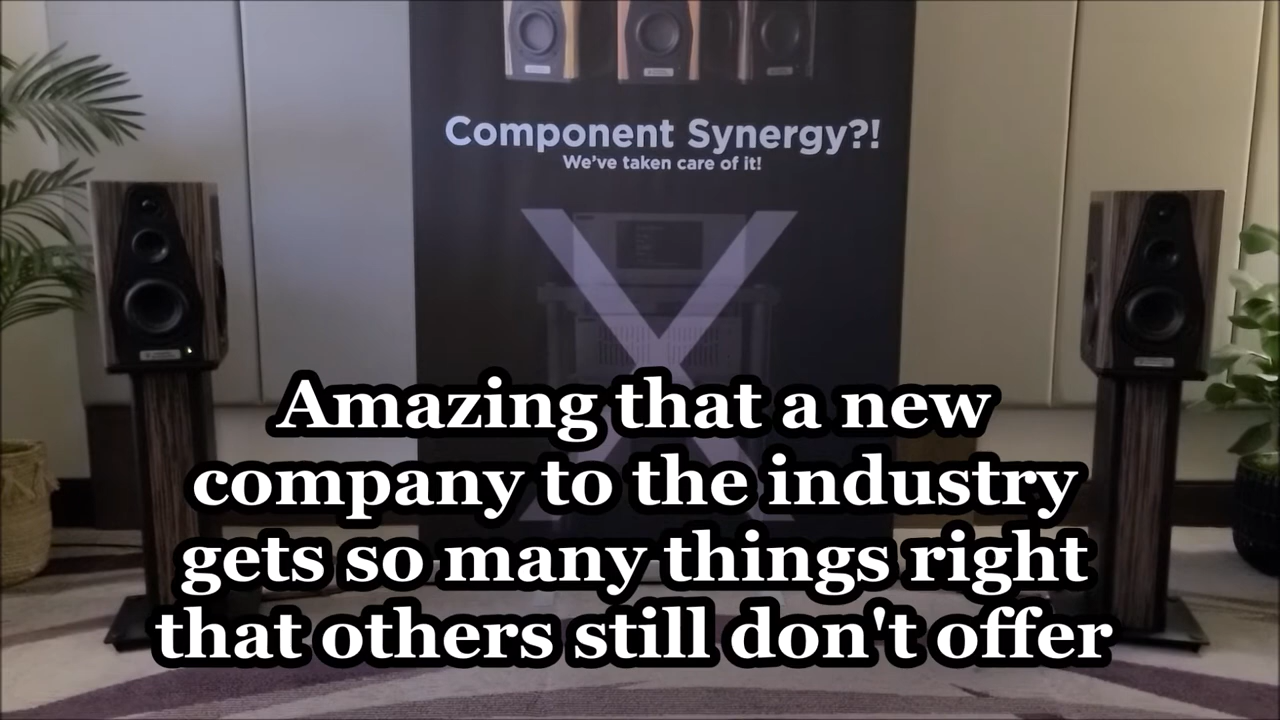 Component Synergy?!
We've taken care of it!
X
Amazing that a new
company to the industry
gets so many things right
that others still don't offer